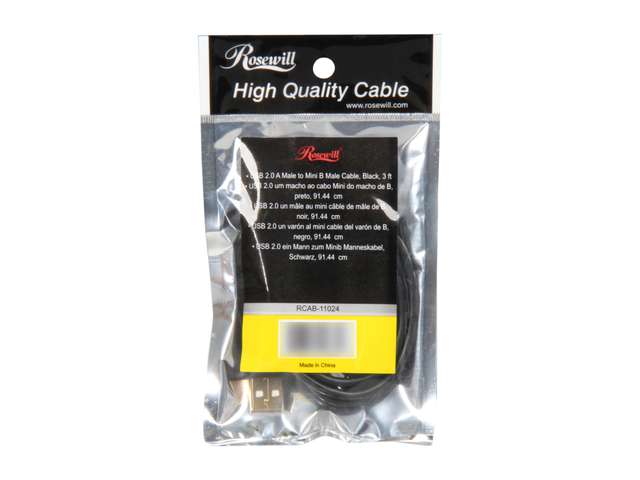 Rosewill
High Quality Cable
www.rosewill.com
Rosewill
• USB 2.0 A Male to Mini B Male Cable, Black, 3 ft
• USB 2.0 um macho ao cabo Mini do macho de B,
preto, 91.44 cm
• USB 2.0 un mâle au mini câble de mâle de B,
noir, 91.44 cm
• USB 2.0 un varón al mini cable del varón de B,
negro, 91.44 cm
• USB 2.0 ein Mann zum Minib Manneskabel,
Schwarz, 91.44 cm
RCAB-11024
Made in China